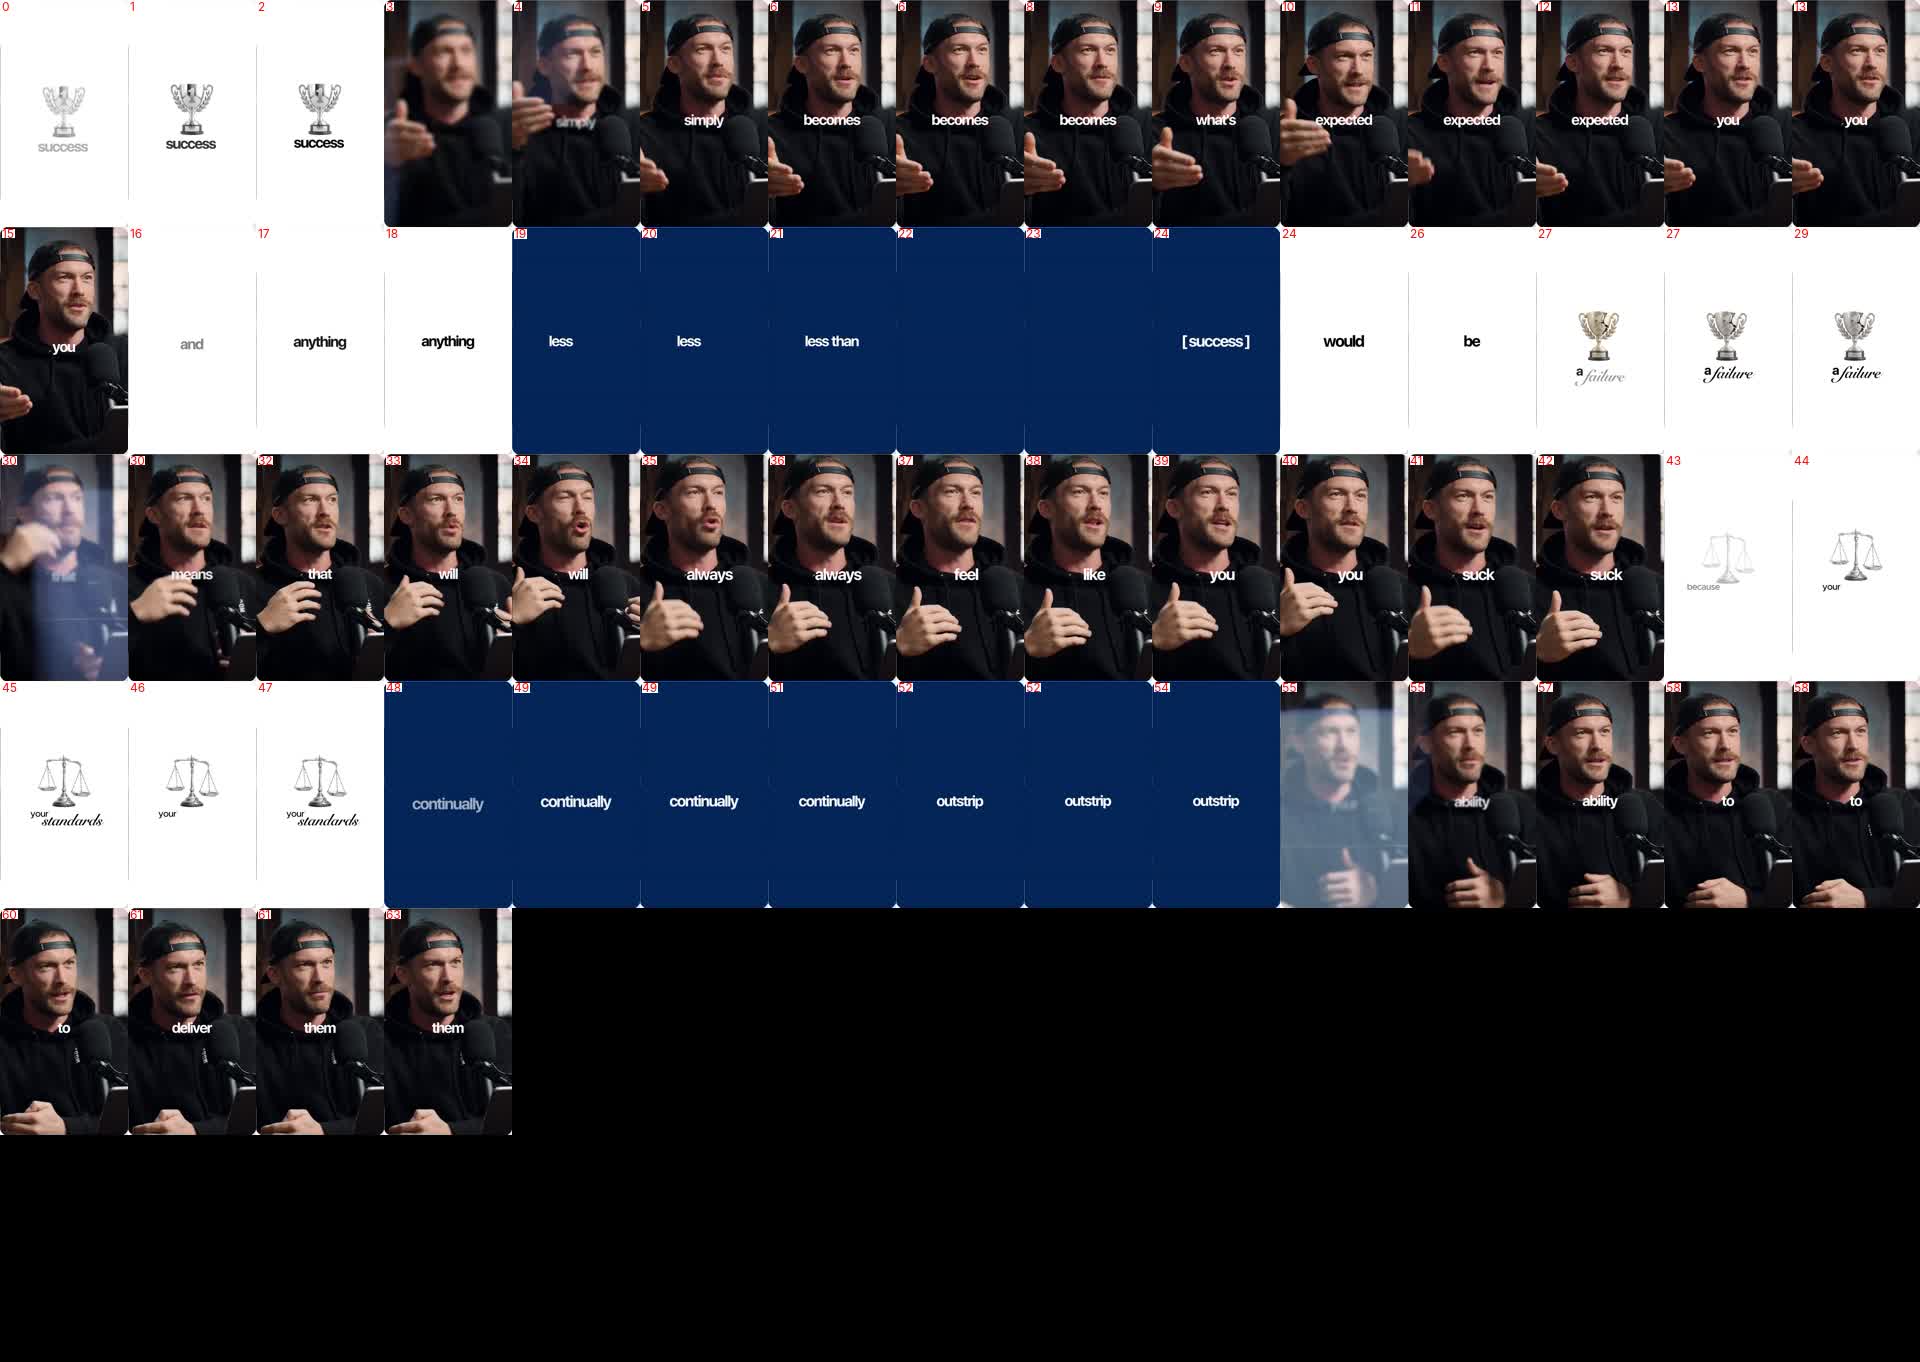 0 1 2 3 4 5 6 6 8 9 10 11 12 13 13
success success success simply simply becomes becomes becomes what's expected expected expected you you
15 16 17 18 19 20 21 22 23 24 24 26 27 27 29
you and anything anything less less less than [success] would be a failure a failure a failure
30 30 32 33 34 35 36 37 38 39 40 41 42 43 44
that means that will will always always feel like you you suck suck because your
45 46 47 48 49 49 51 52 52 54 55 55 57 58 58
your standards your your standards continually continually continually continually outstrip outstrip outstrip ability ability to to
60 61 61 63
to deliver them them